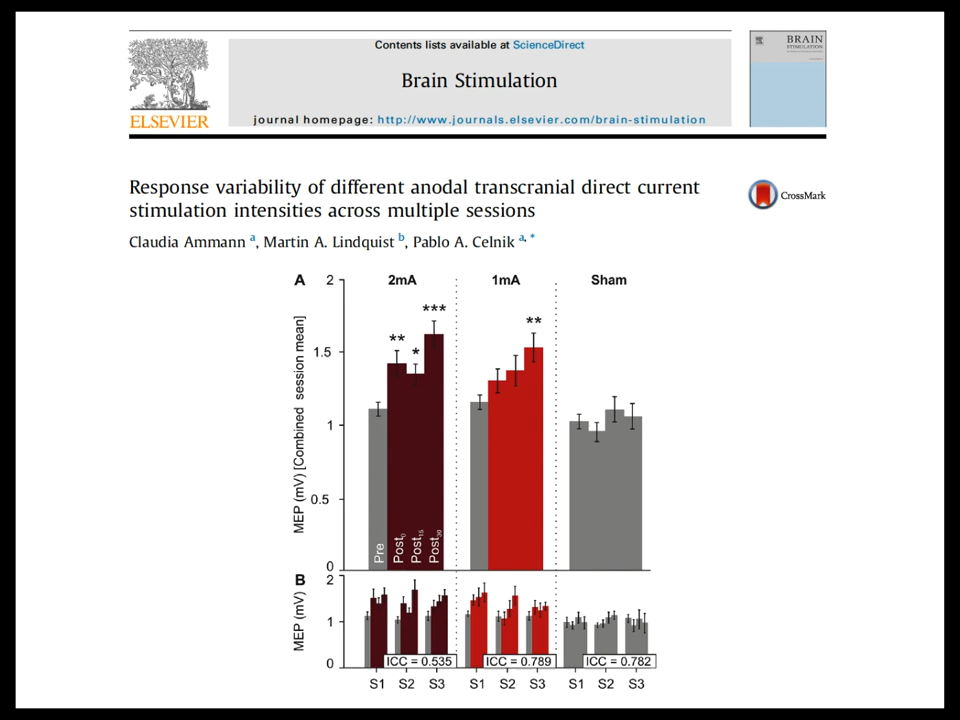 Contents lists available at ScienceDirect
Brain Stimulation
journal homepage: http://www.journals.elsevier.com/brain-stimulation
ELSEVIER
BRAIN
STIMULATION
Response variability of different anodal transcranial direct current
stimulation intensities across multiple sessions
CrossMark
Claudia Ammann a, Martin A. Lindquist b, Pablo A. Celnik a, *
A
2mA
1mA
Sham
MEP (mV) [Combined session mean]
2
1.5
1
0.5
0
** * ***
**
Pre
Post0
Post15
Post30
B
MEP (mV)
2
1
0
ICC = 0.535
ICC = 0.789
ICC = 0.782
S1 S2 S3
S1 S2 S3
S1 S2 S3